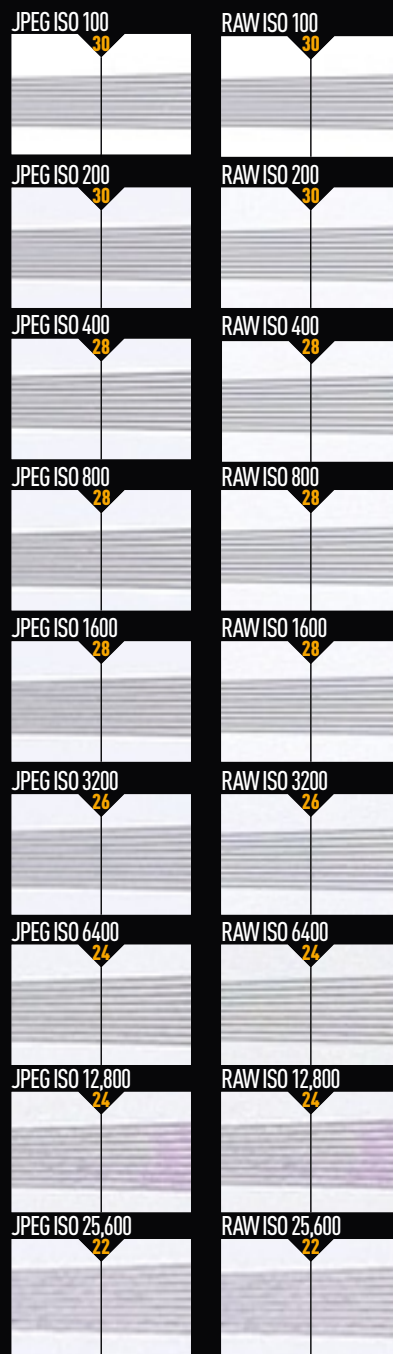 JPEG ISO 100
30
RAW ISO 100
30
JPEG ISO 200
30
RAW ISO 200
30
JPEG ISO 400
28
RAW ISO 400
28
JPEG ISO 800
28
RAW ISO 800
28
JPEG ISO 1600
28
RAW ISO 1600
28
JPEG ISO 3200
26
RAW ISO 3200
26
JPEG ISO 6400
24
RAW ISO 6400
24
JPEG ISO 12,800
24
RAW ISO 12,800
24
JPEG ISO 25,600
22
RAW ISO 25,600
22